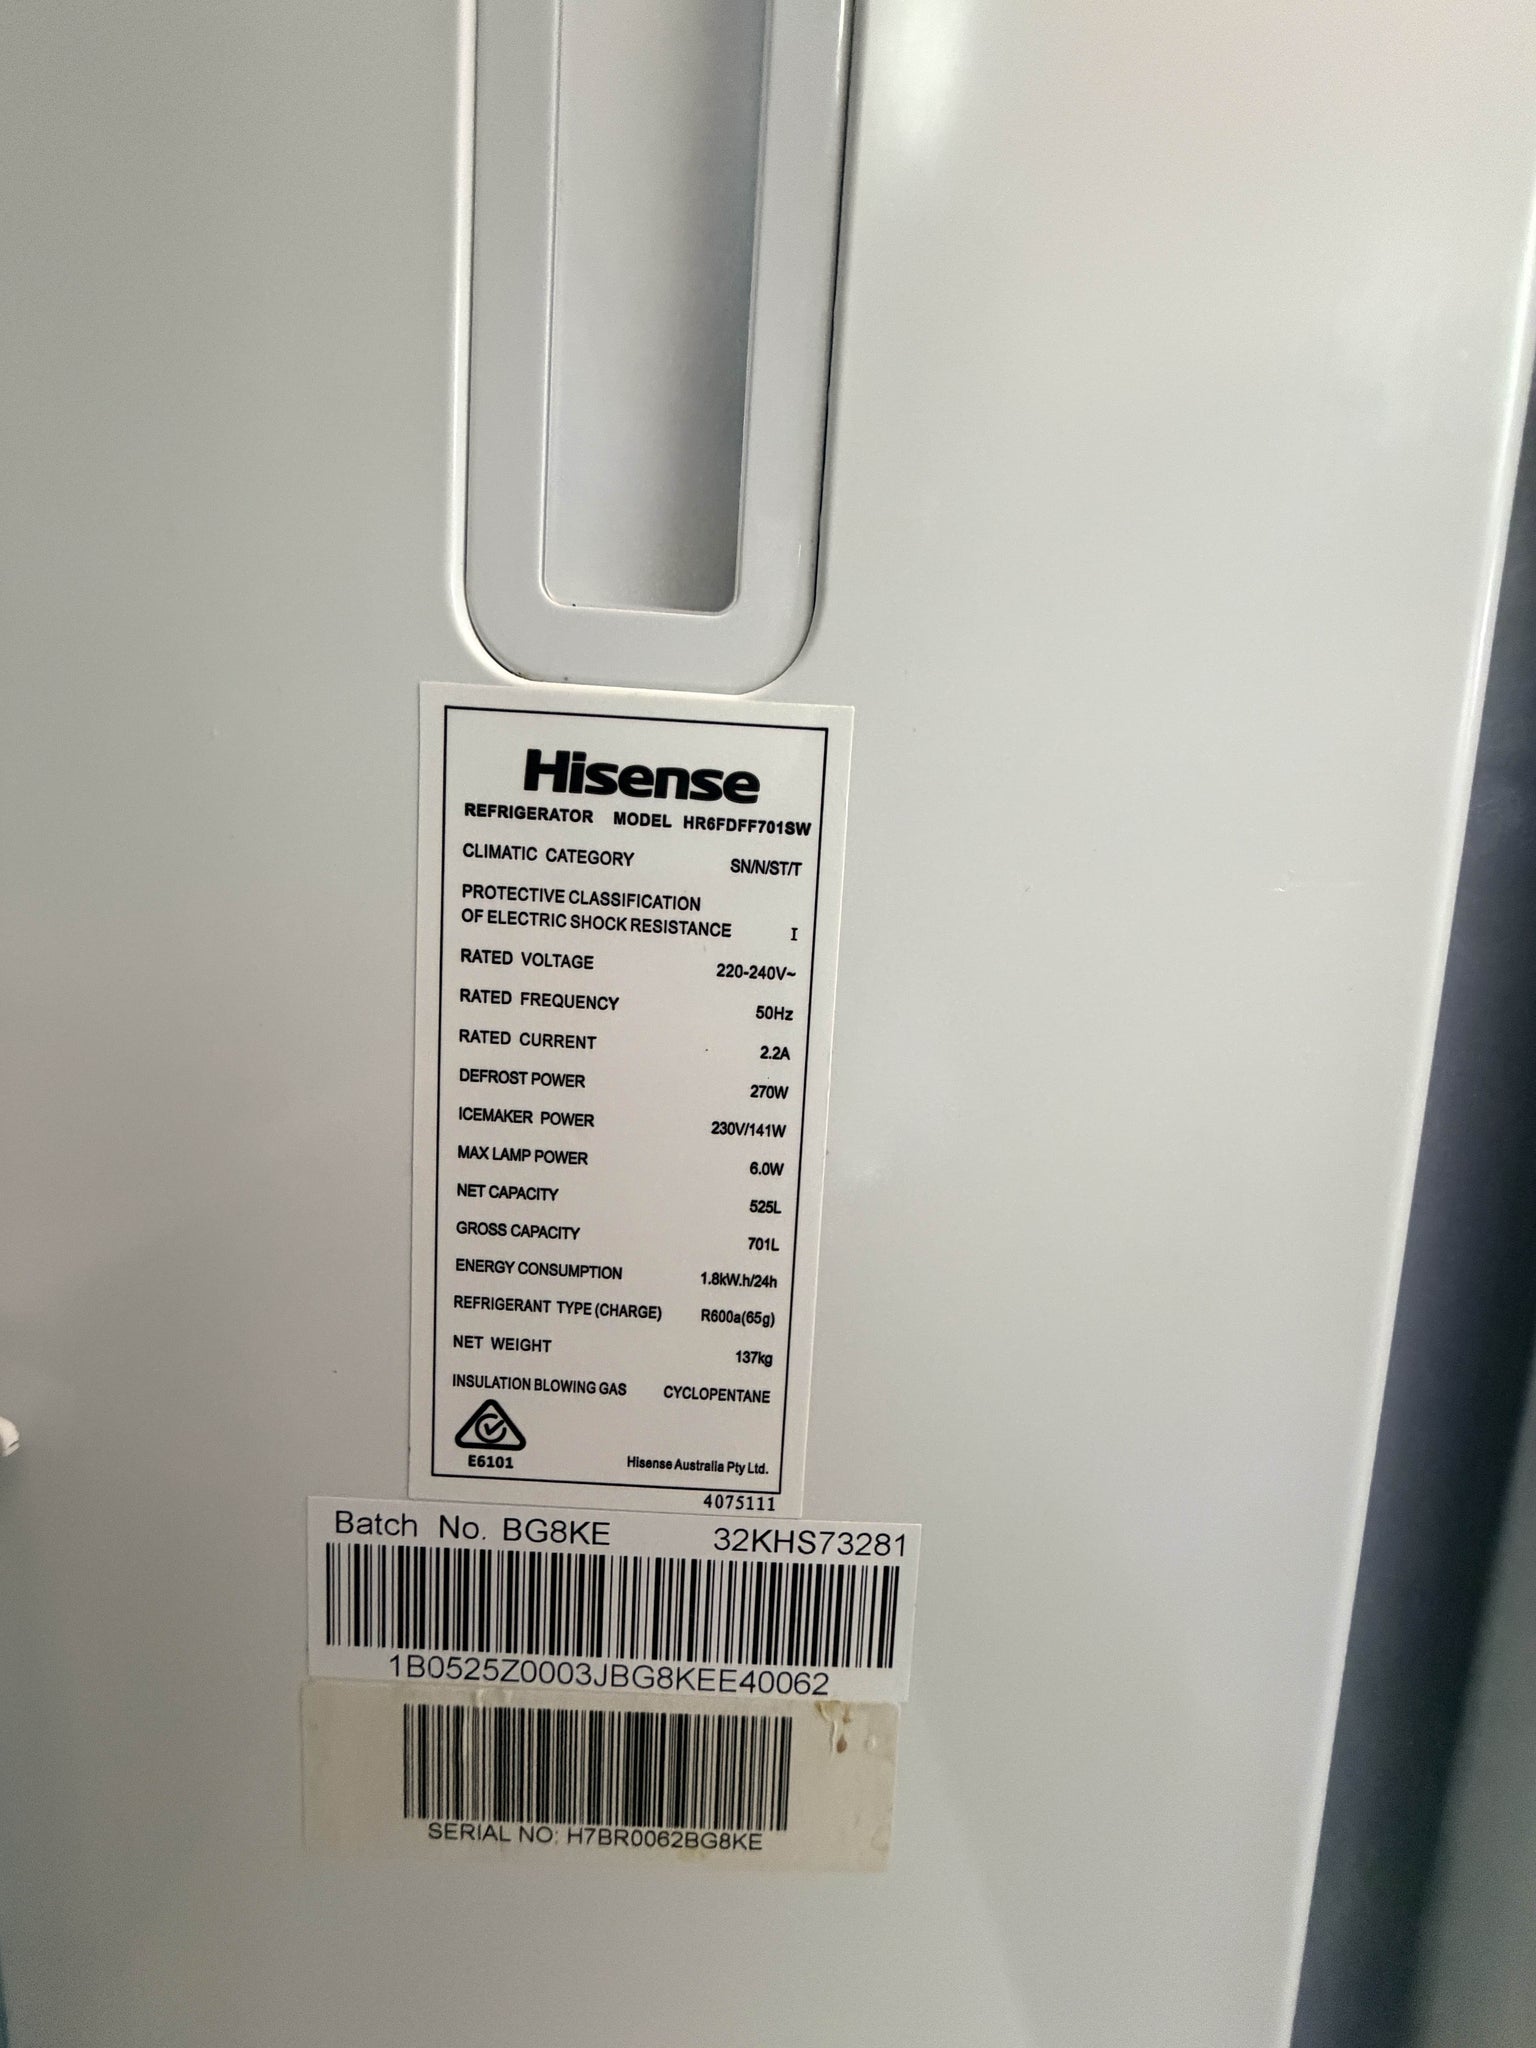 Hisense
REFRIGERATOR MODEL HR6FDFF701SW
CLIMATIC CATEGORY SN/N/ST/T
PROTECTIVE CLASSIFICATION
OF ELECTRIC SHOCK RESISTANCE I
RATED VOLTAGE 220-240V~
RATED FREQUENCY 50Hz
RATED CURRENT 2.2A
DEFROST POWER 270W
ICEMAKER POWER 230V/141W
MAX LAMP POWER 6.0W
NET CAPACITY 525L
GROSS CAPACITY 701L
ENERGY CONSUMPTION 1.8kW.h/24h
REFRIGERANT TYPE (CHARGE) R600a(65g)
NET WEIGHT 137kg
INSULATION BLOWING GAS CYCLOPENTANE
E6101 Hisense Australia Pty Ltd.
4075111
Batch No. BG8KE 32KHS73281
1B0525Z0003JBG8KEE40062
SERIAL NO: H7BR0062BG8KE